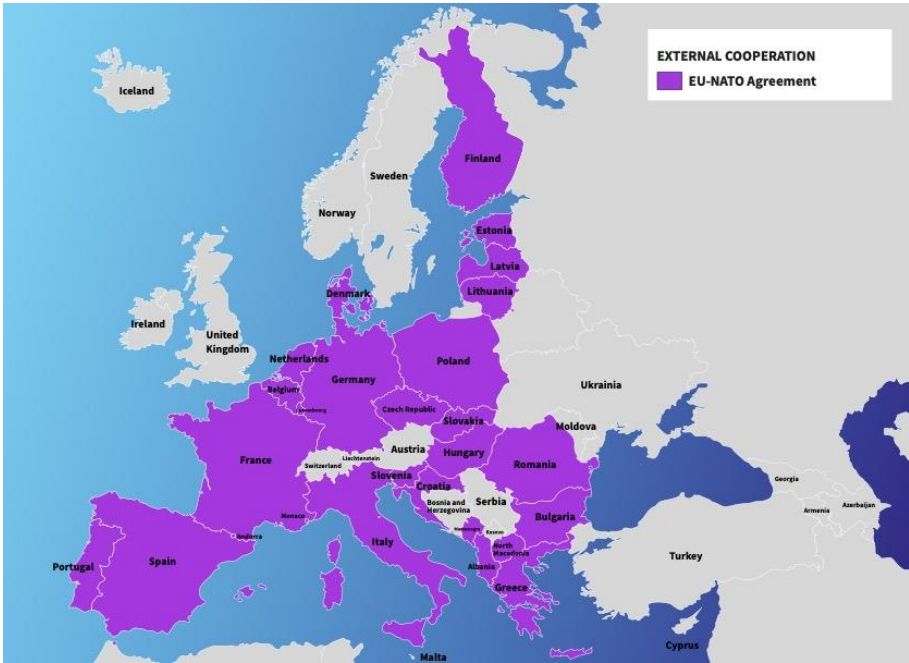 EXTERNAL COOPERATION
EU-NATO Agreement
Iceland
Finland
Sweden
Norway
Estonia
Latvia
Denmark
Lithuania
Ireland
United
Kingdom
Netherlands
Poland
Germany
Belgium
Ukrainia
Luxembourg
Czech Republic
Slovakia
Moldova
Austria
Hungary
France
Liechtenstein
Switzerland
Romania
Slovenia
Croatia
Georgia
Bosnia and
Herzegovina
Serbia
Azerbaijan
Armenia
Monaco
Bulgaria
Montenegro
Kosovo
Andorra
Italy
North
Macedonia
Turkey
Spain
Portugal
Albania
Greece
Cyprus
Malta